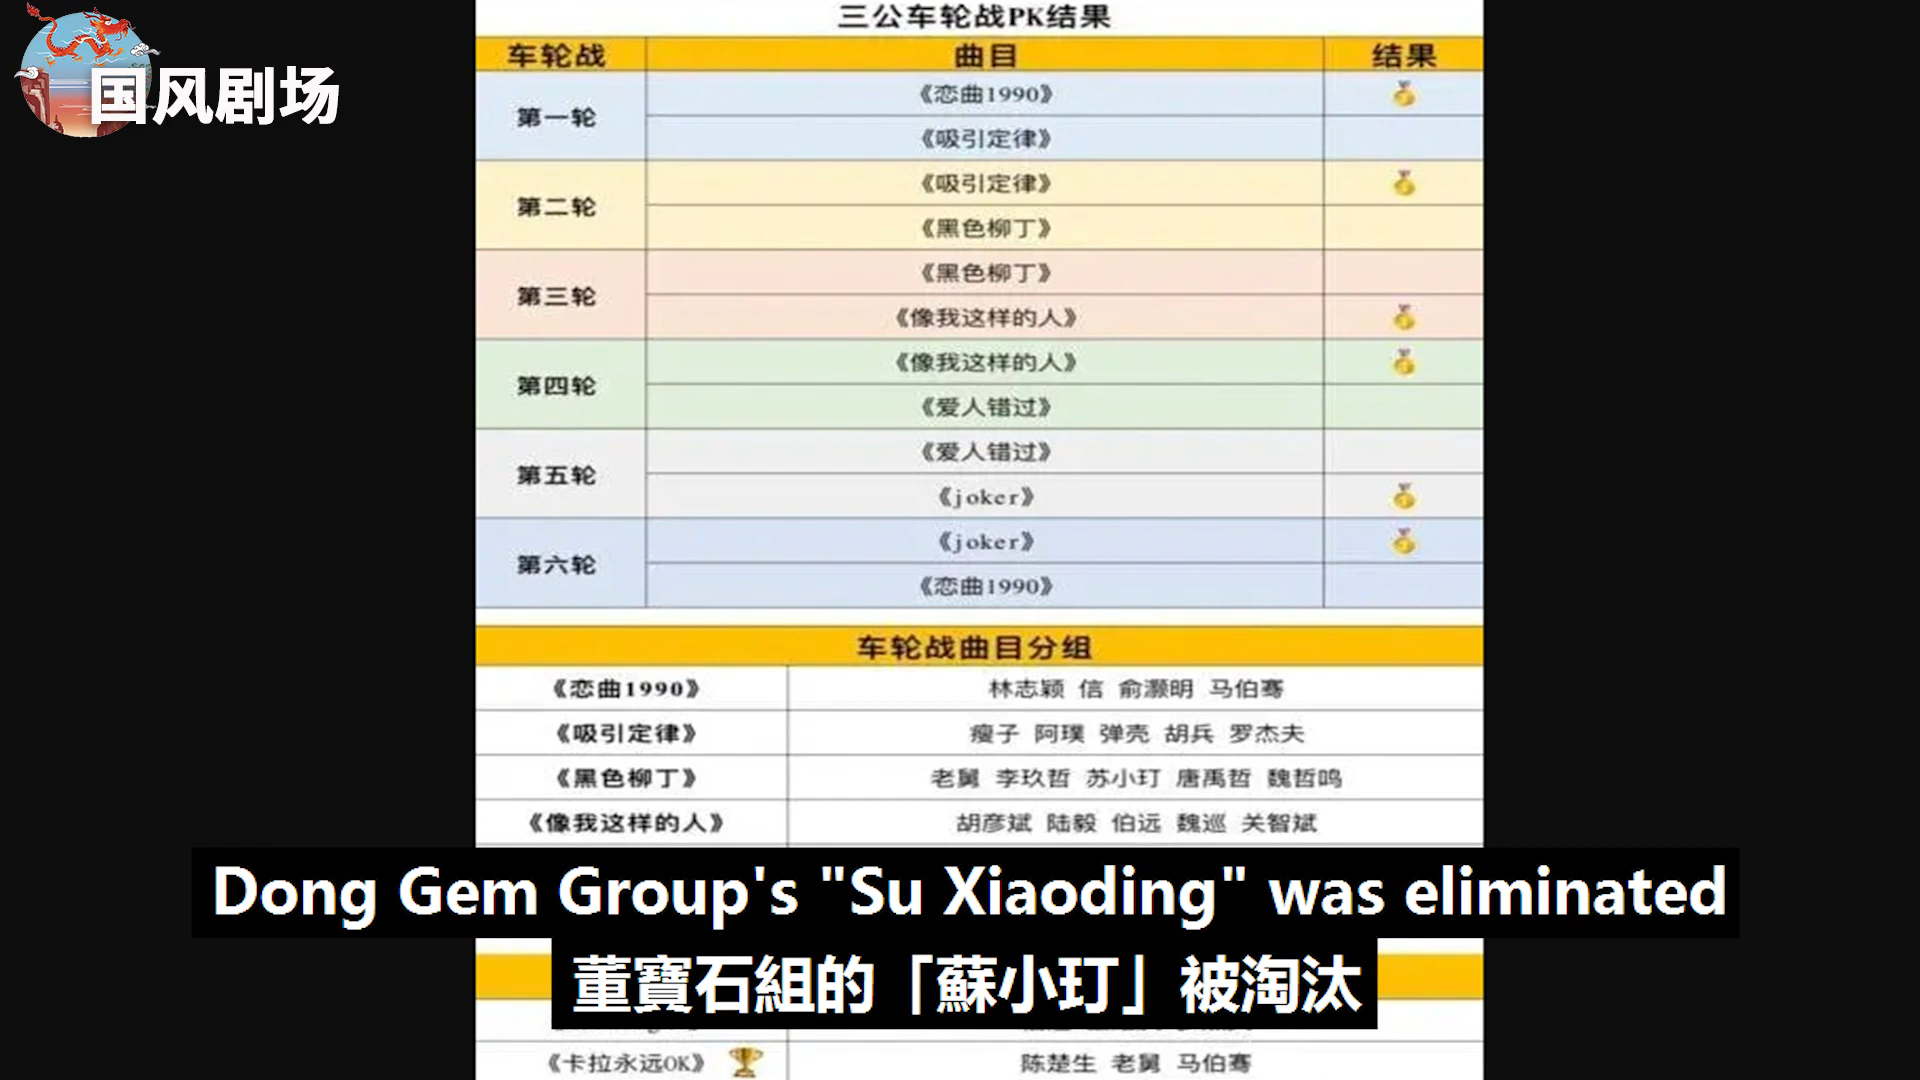 国风剧场
三公车轮战PK结果
车轮战 曲目 结果
第一轮 《恋曲1990》
《吸引定律》
第二轮 《吸引定律》
《黑色柳丁》
第三轮 《黑色柳丁》
《像我这样的人》
第四轮 《像我这样的人》
《爱人错过》
第五轮 《爱人错过》
《joker》
第六轮 《joker》
《恋曲1990》
车轮战曲目分组
《恋曲1990》 林志颖 信 俞灏明 马伯骞
《吸引定律》 瘦子 阿璞 弹壳 胡兵 罗杰夫
《黑色柳丁》 老舅 李玖哲 苏小玎 唐禹哲 魏哲鸣
《像我这样的人》 胡彦斌 陆毅 伯远 魏巡 关智斌
Dong Gem Group's "Su Xiaoding" was eliminated
董寶石組的「蘇小玎」被淘汰
《卡拉永远OK》 陈楚生 老舅 马伯骞